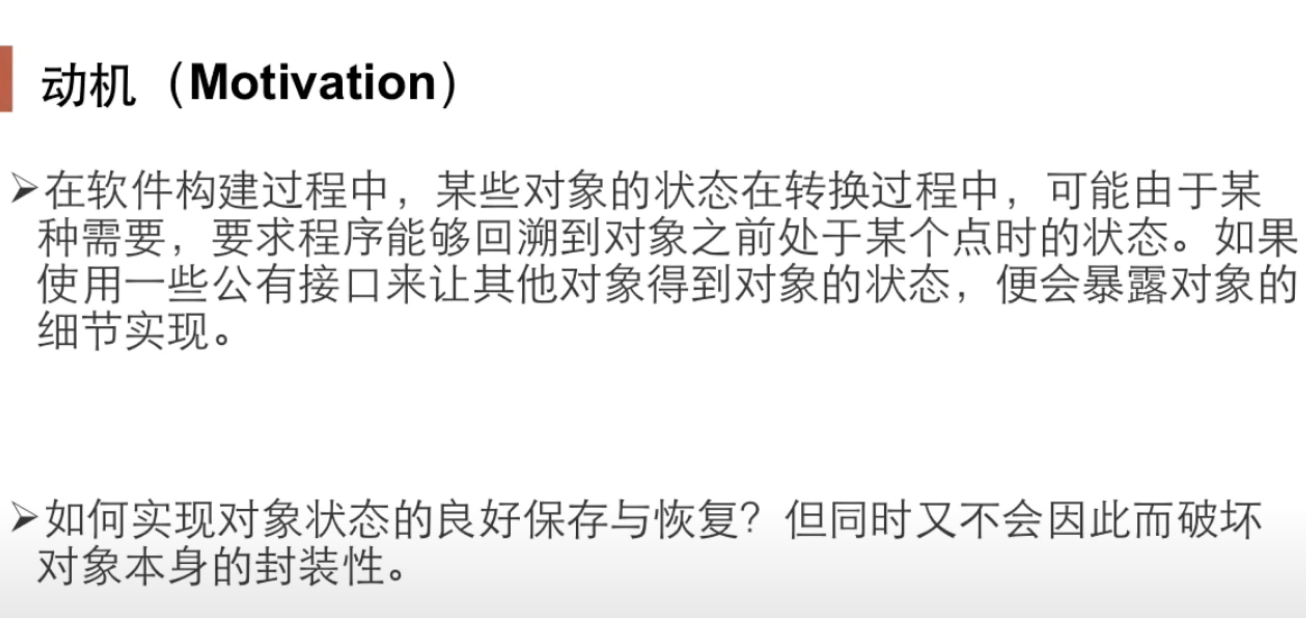 动机（Motivation）
➢在软件构建过程中，某些对象的状态在转换过程中，可能由于某
种需要，要求程序能够回溯到对象之前处于某个点时的状态。如果
使用一些公有接口来让其他对象得到对象的状态，便会暴露对象的
细节实现。
➢如何实现对象状态的良好保存与恢复？但同时又不会因此而破坏
对象本身的封装性。